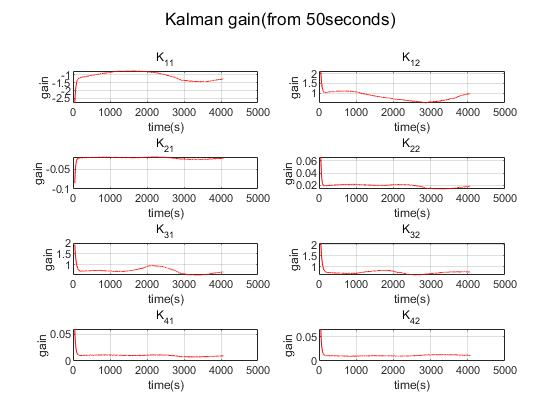 Kalman gain(from 50seconds)
K11
K12
gain
-1
-1.5
-2
-2.5
0 1000 2000 3000 4000 5000
time(s)
gain
2
1.5
1
0 1000 2000 3000 4000 5000
time(s)
K21
K22
gain
-0.05
-0.1
0 1000 2000 3000 4000 5000
time(s)
gain
0.06
0.04
0.02
0 1000 2000 3000 4000 5000
time(s)
K31
K32
gain
2
1.5
1
0 1000 2000 3000 4000 5000
time(s)
gain
2
1.5
1
0 1000 2000 3000 4000 5000
time(s)
K41
K42
gain
0.05
0
0 1000 2000 3000 4000 5000
time(s)
gain
0.05
0
0 1000 2000 3000 4000 5000
time(s)